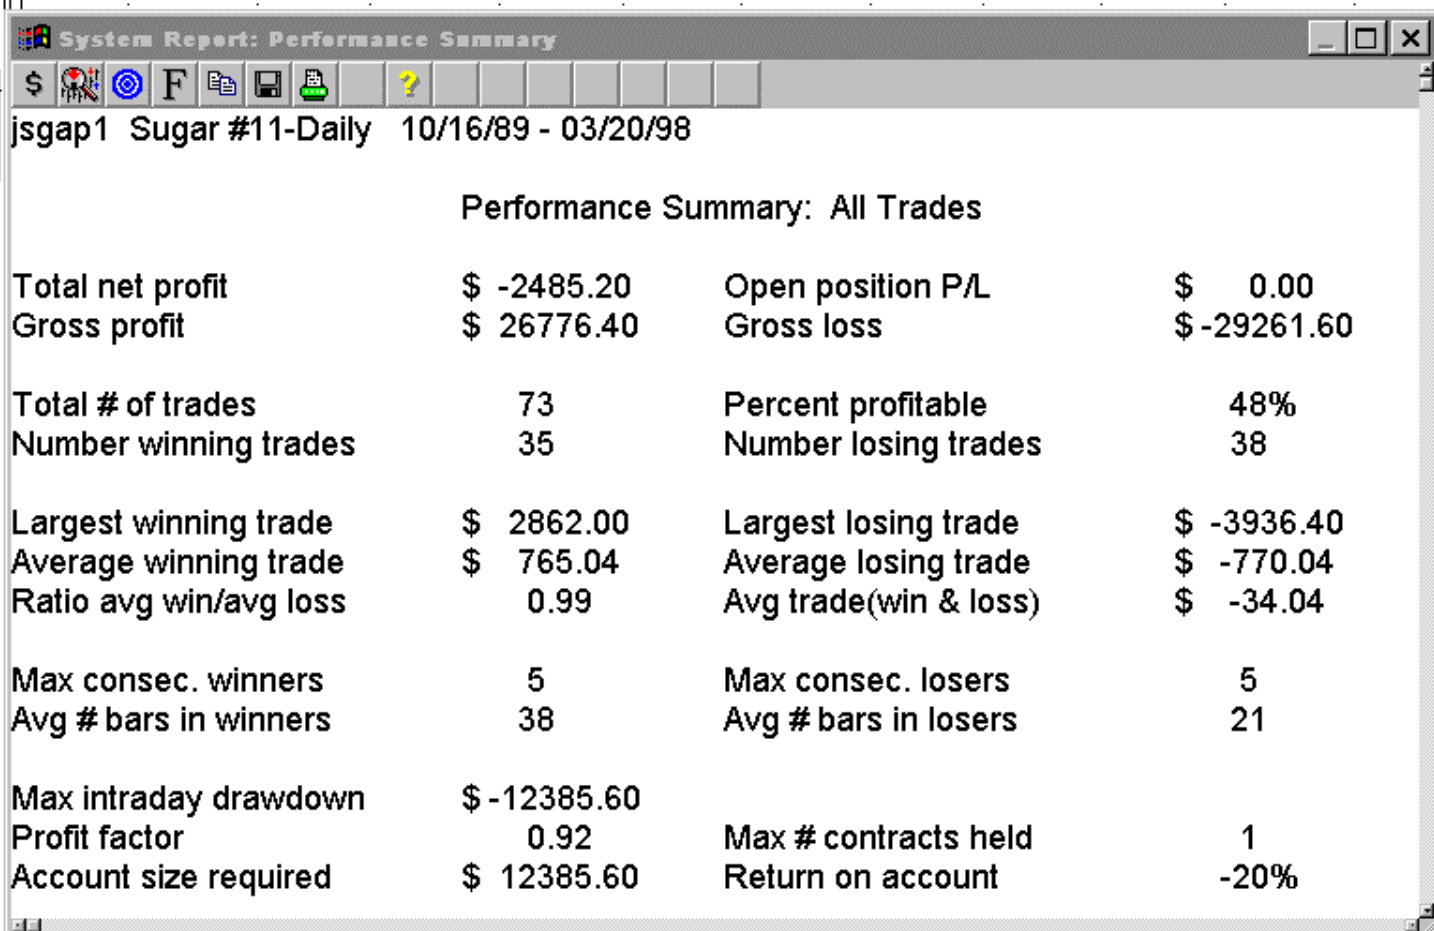 System Report: Performance Summary
$ F ?
jsgap1 Sugar #11-Daily 10/16/89 - 03/20/98
Performance Summary: All Trades
Total net profit $ -2485.20 Open position P/L $ 0.00
Gross profit $ 26776.40 Gross loss $-29261.60
Total # of trades 73 Percent profitable 48%
Number winning trades 35 Number losing trades 38
Largest winning trade $ 2862.00 Largest losing trade $ -3936.40
Average winning trade $ 765.04 Average losing trade $ -770.04
Ratio avg win/avg loss 0.99 Avg trade(win & loss) $ -34.04
Max consec. winners 5 Max consec. losers 5
Avg # bars in winners 38 Avg # bars in losers 21
Max intraday drawdown $-12385.60
Profit factor 0.92 Max # contracts held 1
Account size required $ 12385.60 Return on account -20%